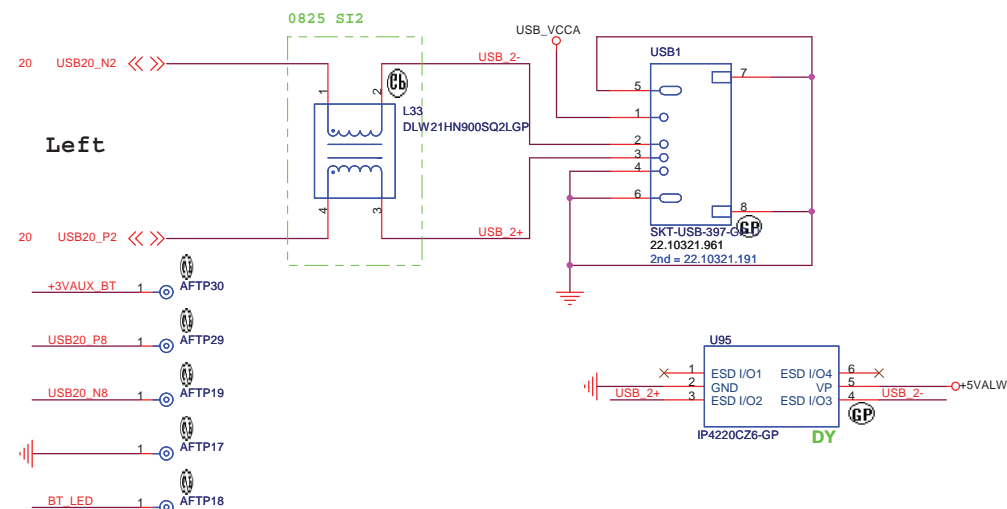 0825 SI2
USB_VCCA
20 USB20_N2
USB_2-
USB1
1
2
L33
DLW21HN900SQ2LGP
Left
5
7
1
2
3
4
6
8
4
3
20 USB20_P2
USB_2+
GP
SKT-USB-397-G
22.10321.961
2nd = 22.10321.191
+3VAUX_BT 1 AFTP30
USB20_P8 1 AFTP29
USB20_N8 1 AFTP19
1 AFTP17
BT_LED 1 AFTP18
U95
1 ESD I/O1 ESD I/O4 6
2 GND VP 5 +5VALW
USB_2+ 3 ESD I/O2 ESD I/O3 4 USB_2-
GP
IP4220CZ6-GP DY